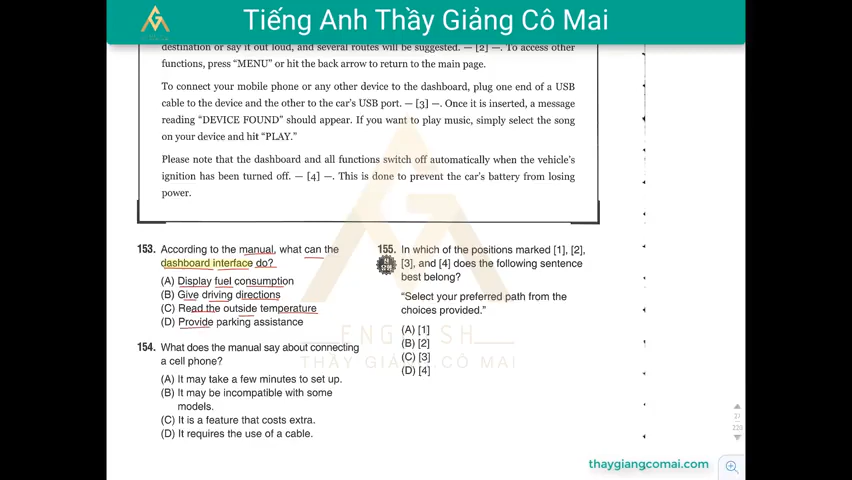 Tiếng Anh Thầy Giảng Cô Mai
destination or say it out loud, and several routes will be suggested. — [2] —. To access other
functions, press “MENU” or hit the back arrow to return to the main page.
To connect your mobile phone or any other device to the dashboard, plug one end of a USB
cable to the device and the other to the car’s USB port. — [3] —. Once it is inserted, a message
reading “DEVICE FOUND” should appear. If you want to play music, simply select the song
on your device and hit “PLAY.”
Please note that the dashboard and all functions switch off automatically when the vehicle’s
ignition has been turned off. — [4] —. This is done to prevent the car’s battery from losing
power.
153. According to the manual, what can the
dashboard interface do?
(A) Display fuel consumption
(B) Give driving directions
(C) Read the outside temperature
(D) Provide parking assistance
154. What does the manual say about connecting
a cell phone?
(A) It may take a few minutes to set up.
(B) It may be incompatible with some
models.
(C) It is a feature that costs extra.
(D) It requires the use of a cable.
155. In which of the positions marked [1], [2],
[3], and [4] does the following sentence
best belong?
“Select your preferred path from the
choices provided.”
(A) [1]
(B) [2]
(C) [3]
(D) [4]
ENGLISH
THẦY GIẢNG CÔ MAI
220
thaygiangcomai.com